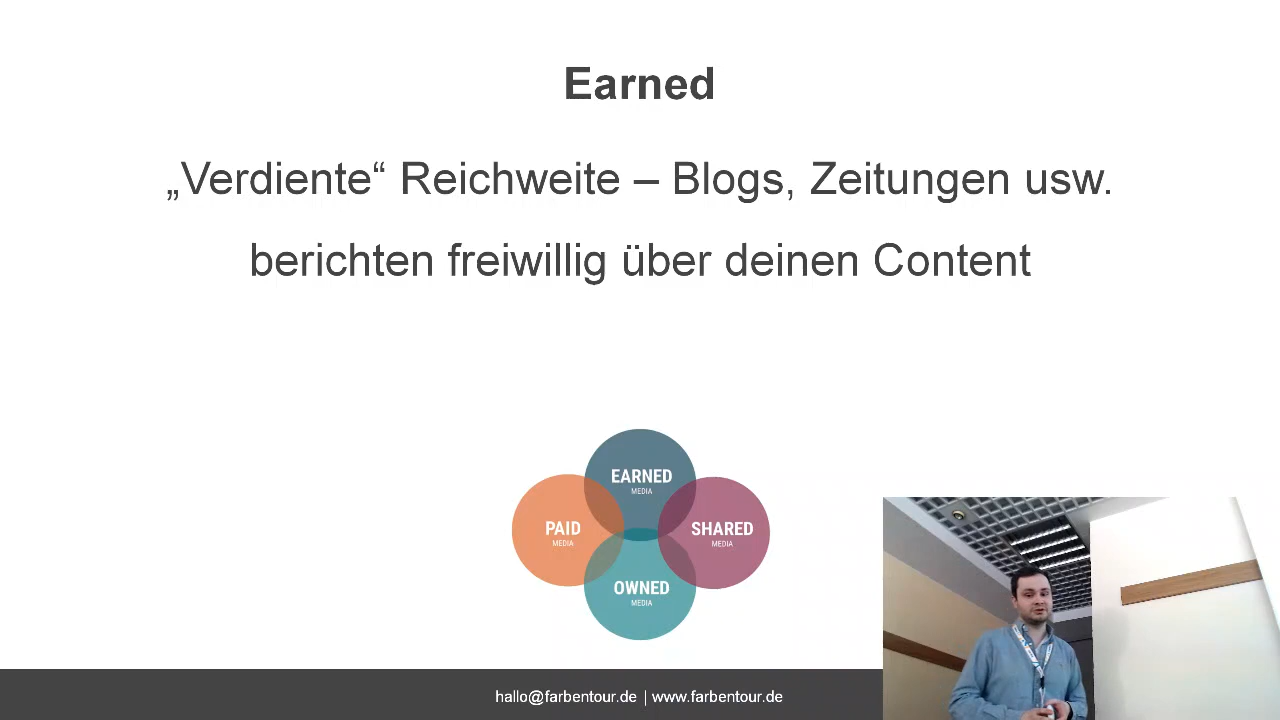 Earned
„Verdiente“ Reichweite – Blogs, Zeitungen usw.
berichten freiwillig über deinen Content
EARNED
MEDIA
PAID
MEDIA
SHARED
MEDIA
OWNED
MEDIA
hallo@farbentour.de | www.farbentour.de